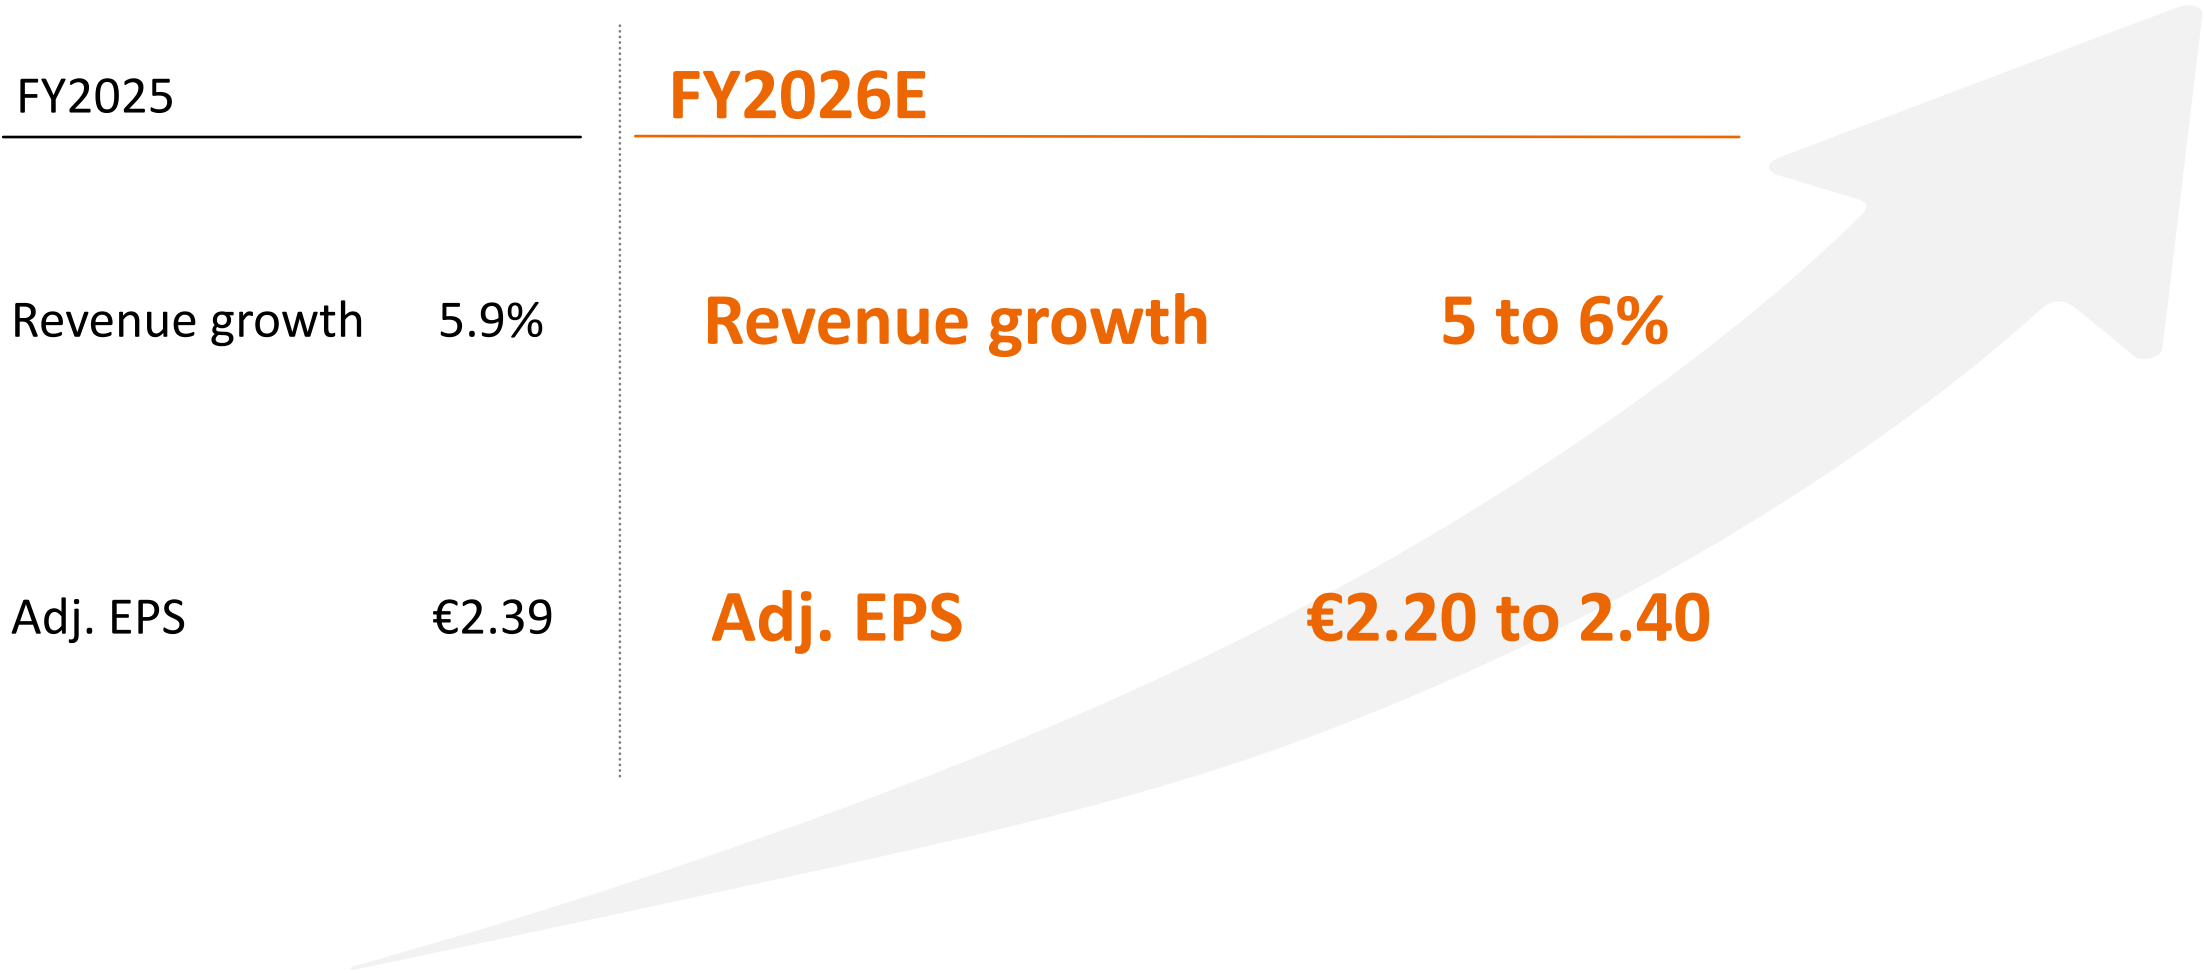 FY2025
Revenue growth 5.9%
Adj. EPS €2.39
FY2026E
Revenue growth 5 to 6%
Adj. EPS €2.20 to 2.40